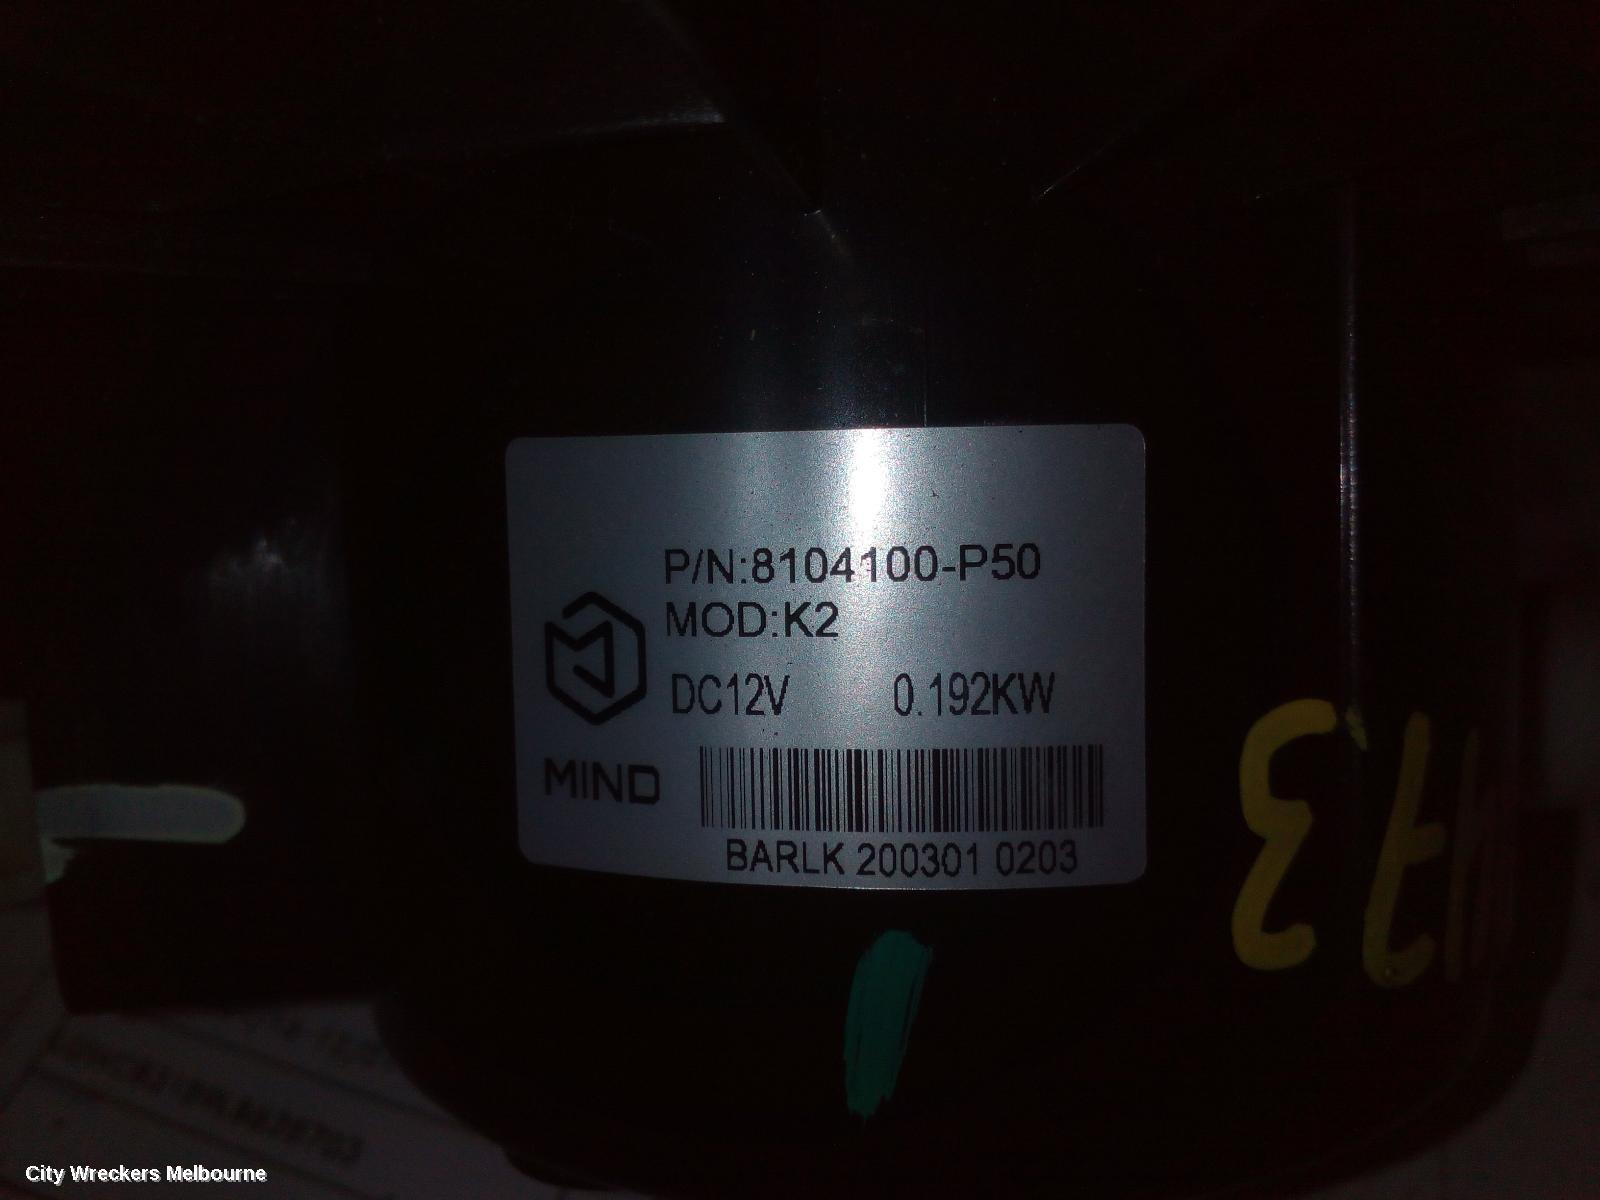 P/N:8104100-P50
MOD:K2
DC12V 0.192KW
MIND
BARLK 200301 0203
City Wreckers Melbourne